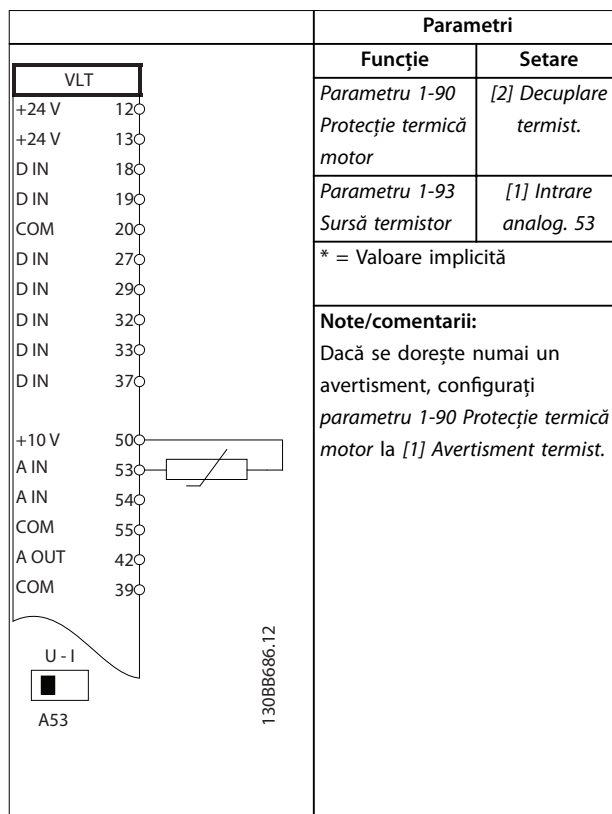 VLT
+24 V 12
+24 V 13
D IN 18
D IN 19
COM 20
D IN 27
D IN 29
D IN 32
D IN 33
D IN 37
+10 V 50
A IN 53
A IN 54
COM 55
A OUT 42
COM 39
U - I
A53
130BB686.12
Parametri
Funcție Setare
Parametru 1-90 [2] Decuplare
Protecție termică termist.
motor
Parametru 1-93 [1] Intrare
Sursă termistor analog. 53
* = Valoare implicită
Note/comentarii:
Dacă se dorește numai un
avertisment, configurați
parametru 1-90 Protecție termică
motor la [1] Avertisment termist.